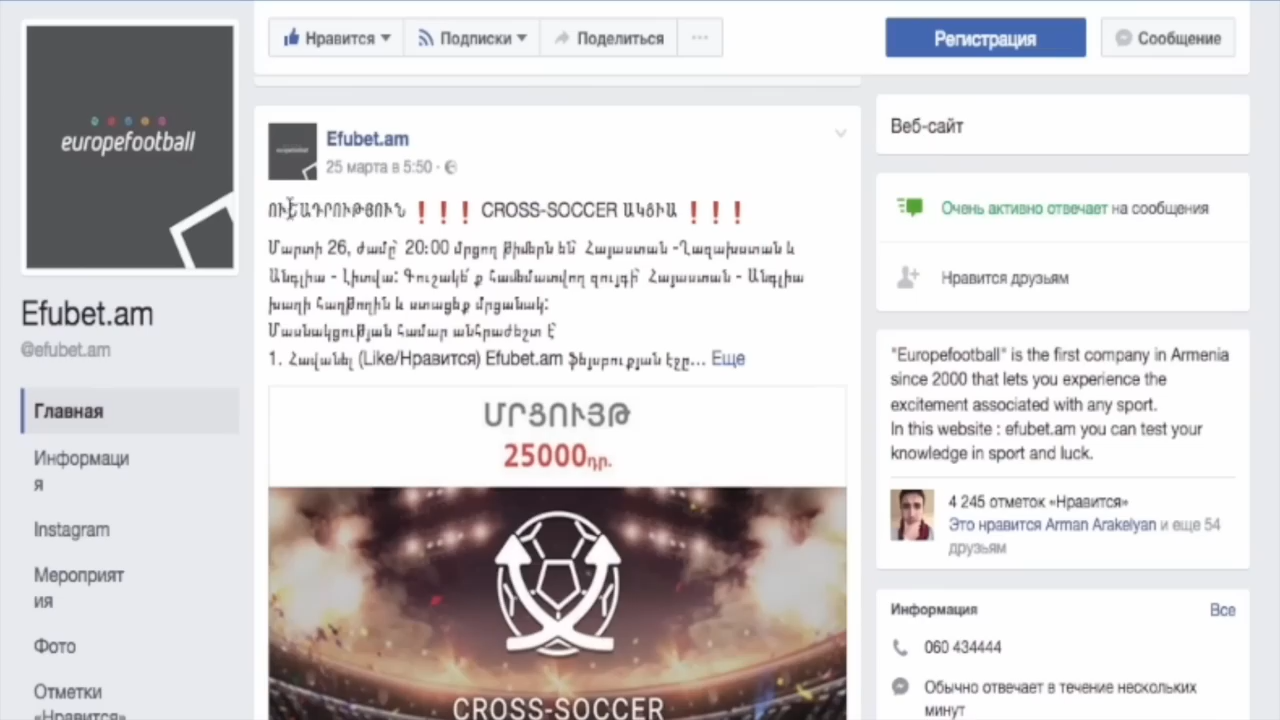 Нравится
Подписки
Поделиться
Регистрация
Сообщение
europefootball
Efubet.am
@efubet.am
Главная
Информаци
я
Instagram
Мероприят
ия
Фото
Отметки
«Нравится»
Efubet.am
25 марта в 5:50 ·
ՈՒՇԱԴՐՈՒԹՅՈՒՆ ❗❗❗ CROSS-SOCCER ԱԿՑԻԱ ❗❗❗
Մարտի 26, ժամը՝ 20:00 մրցող թիմերն են՝ Հայաստան -Ղազախստան և
Անգլիա - Լիտվա: Գուշակե՛ք համեմատվող զույգի՝ Հայաստան - Անգլիա
խաղի հաղթողին և ստացեք մրցանակ:
Մասնակցության համար անհրաժեշտ է՝
1. Հավանել (Like/Нравится) Efubet.am ֆեյսբուքյան էջը... Еще
ՄՐՑՈՒՅԹ
25000դր.
CROSS-SOCCER
Веб-сайт
Очень активно отвечает на сообщения
Нравится друзьям
"Europefootball" is the first company in Armenia
since 2000 that lets you experience the
excitement associated with any sport.
In this website : efubet.am you can test your
knowledge in sport and luck.
4 245 отметок «Нравится»
Это нравится Arman Arakelyan и еще 54
друзьям
Информация Все
060 434444
Обычно отвечает в течение нескольких
минут